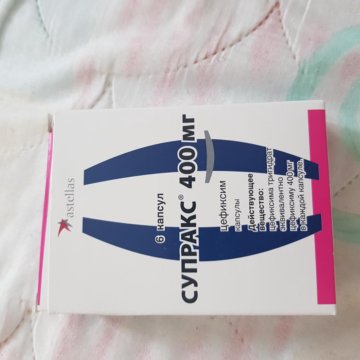 astellas
6 капсул
СУПРАКС® 400 мг
цефиксим
капсулы
Действующее
вещество:
цефиксима тригидрат
эквивалентно
цефиксиму 400 мг
в каждой капсуле.